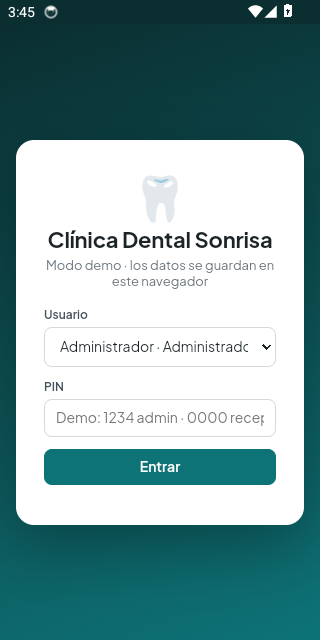 3:45
Clínica Dental Sonrisa
Modo demo · los datos se guardan en
este navegador
Usuario
Administrador · Administrado
PIN
Demo: 1234 admin · 0000 recep
Entrar